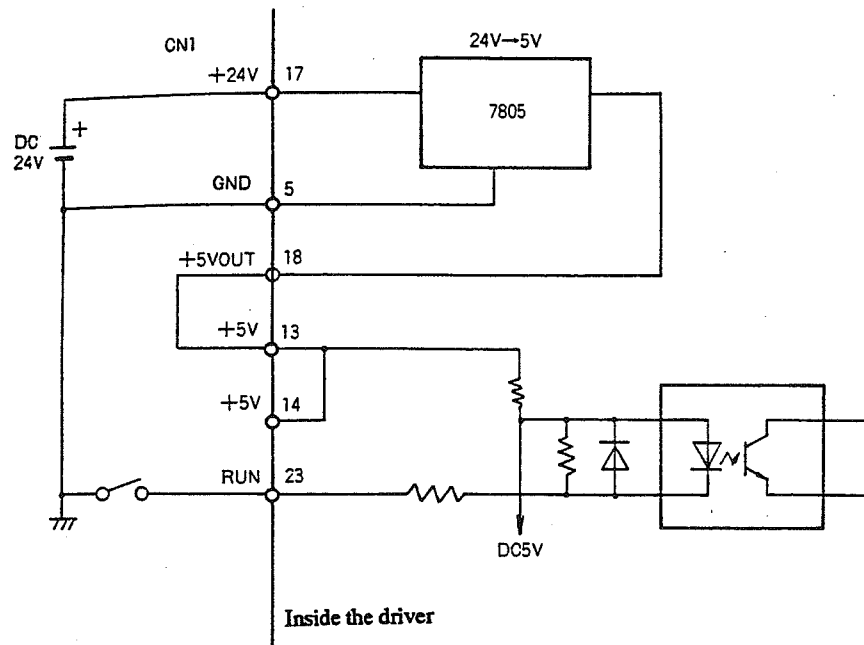 CN1
24V→5V
+24V 17
7805
DC
24V
+
GND 5
+5VOUT 18
+5V 13
+5V 14
RUN 23
DC5V
Inside the driver